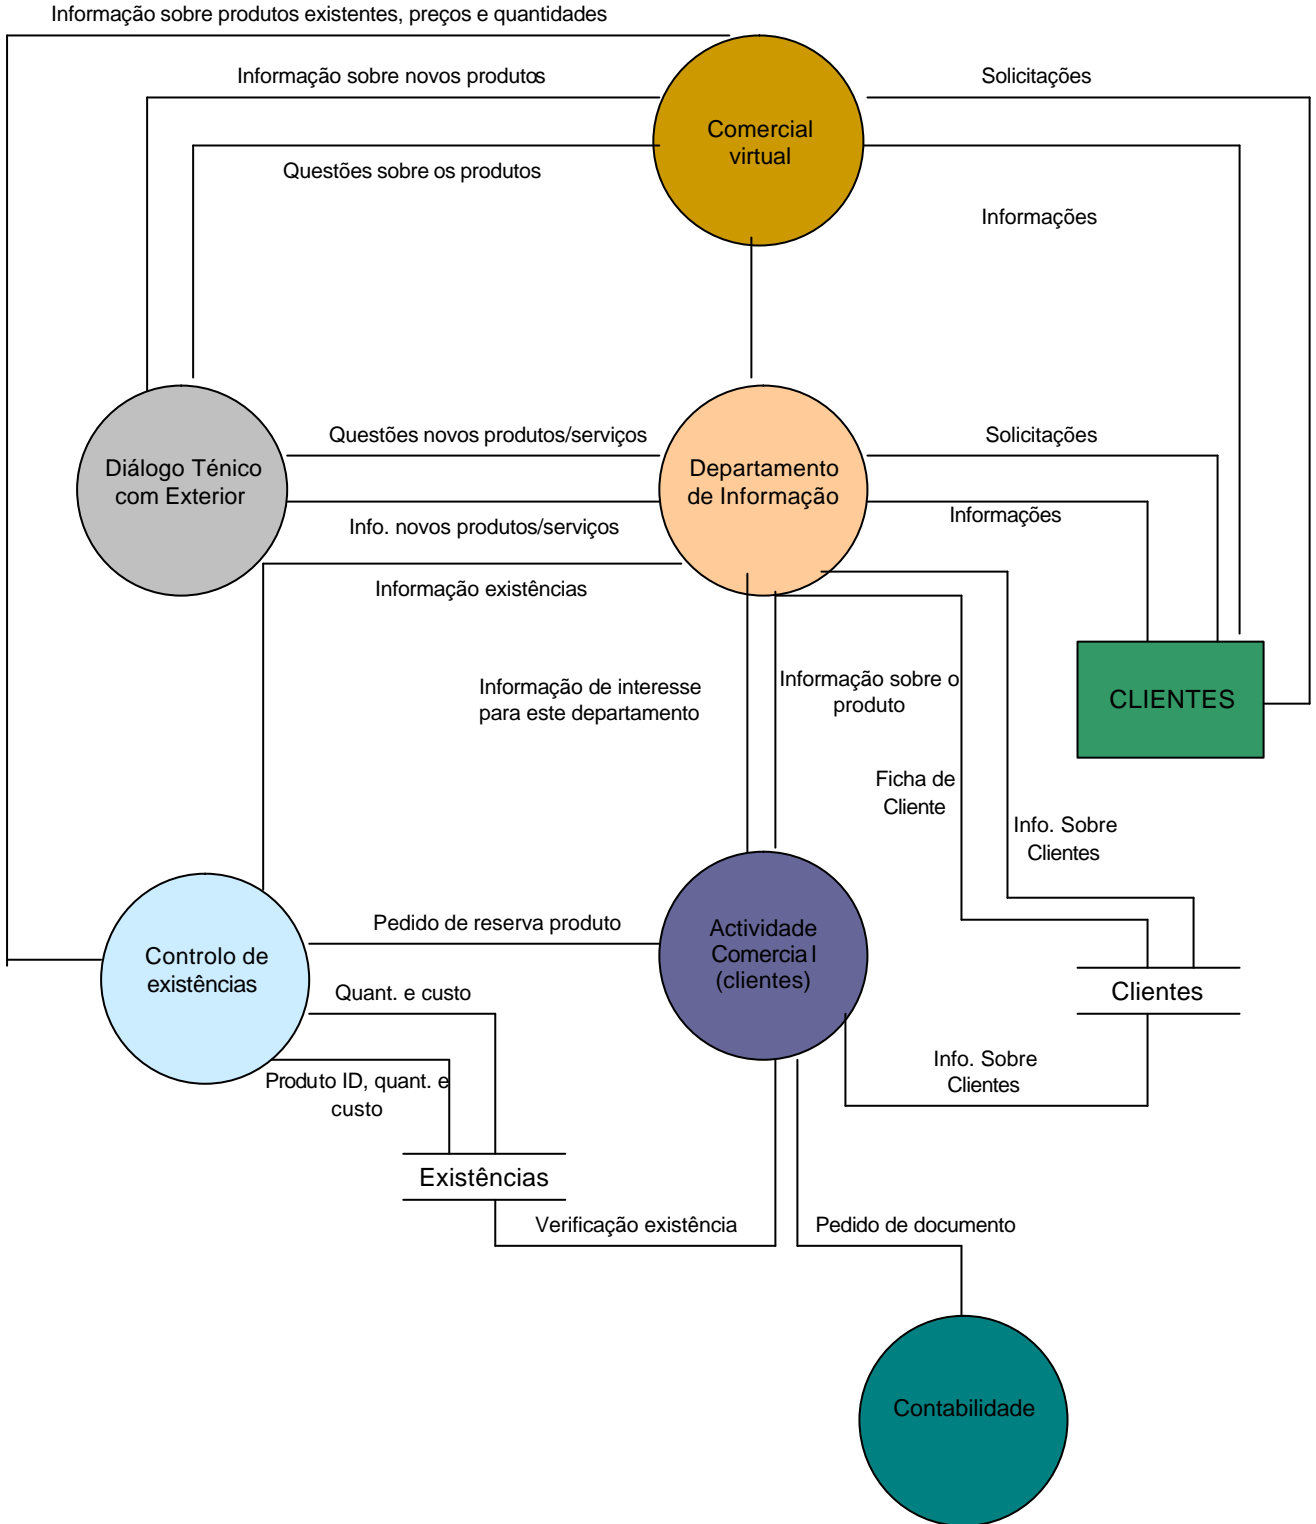 Informação sobre produtos existentes, preços e quantidades
Informação sobre novos produtos
Solicitações
Comercial
virtual
Questões sobre os produtos
Informações
Questões novos produtos/serviços
Solicitações
Diálogo Ténico
com Exterior
Departamento
de Informação
Info. novos produtos/serviços
Informações
Informação existências
Informação de interesse
para este departamento
Informação sobre o
produto
CLIENTES
Ficha de
Cliente
Info. Sobre
Clientes
Pedido de reserva produto
Actividade
Comercial
(clientes)
Controlo de
existências
Quant. e custo
Clientes
Produto ID, quant. e
custo
Info. Sobre
Clientes
Existências
Verificação existência
Pedido de documento
Contabilidade